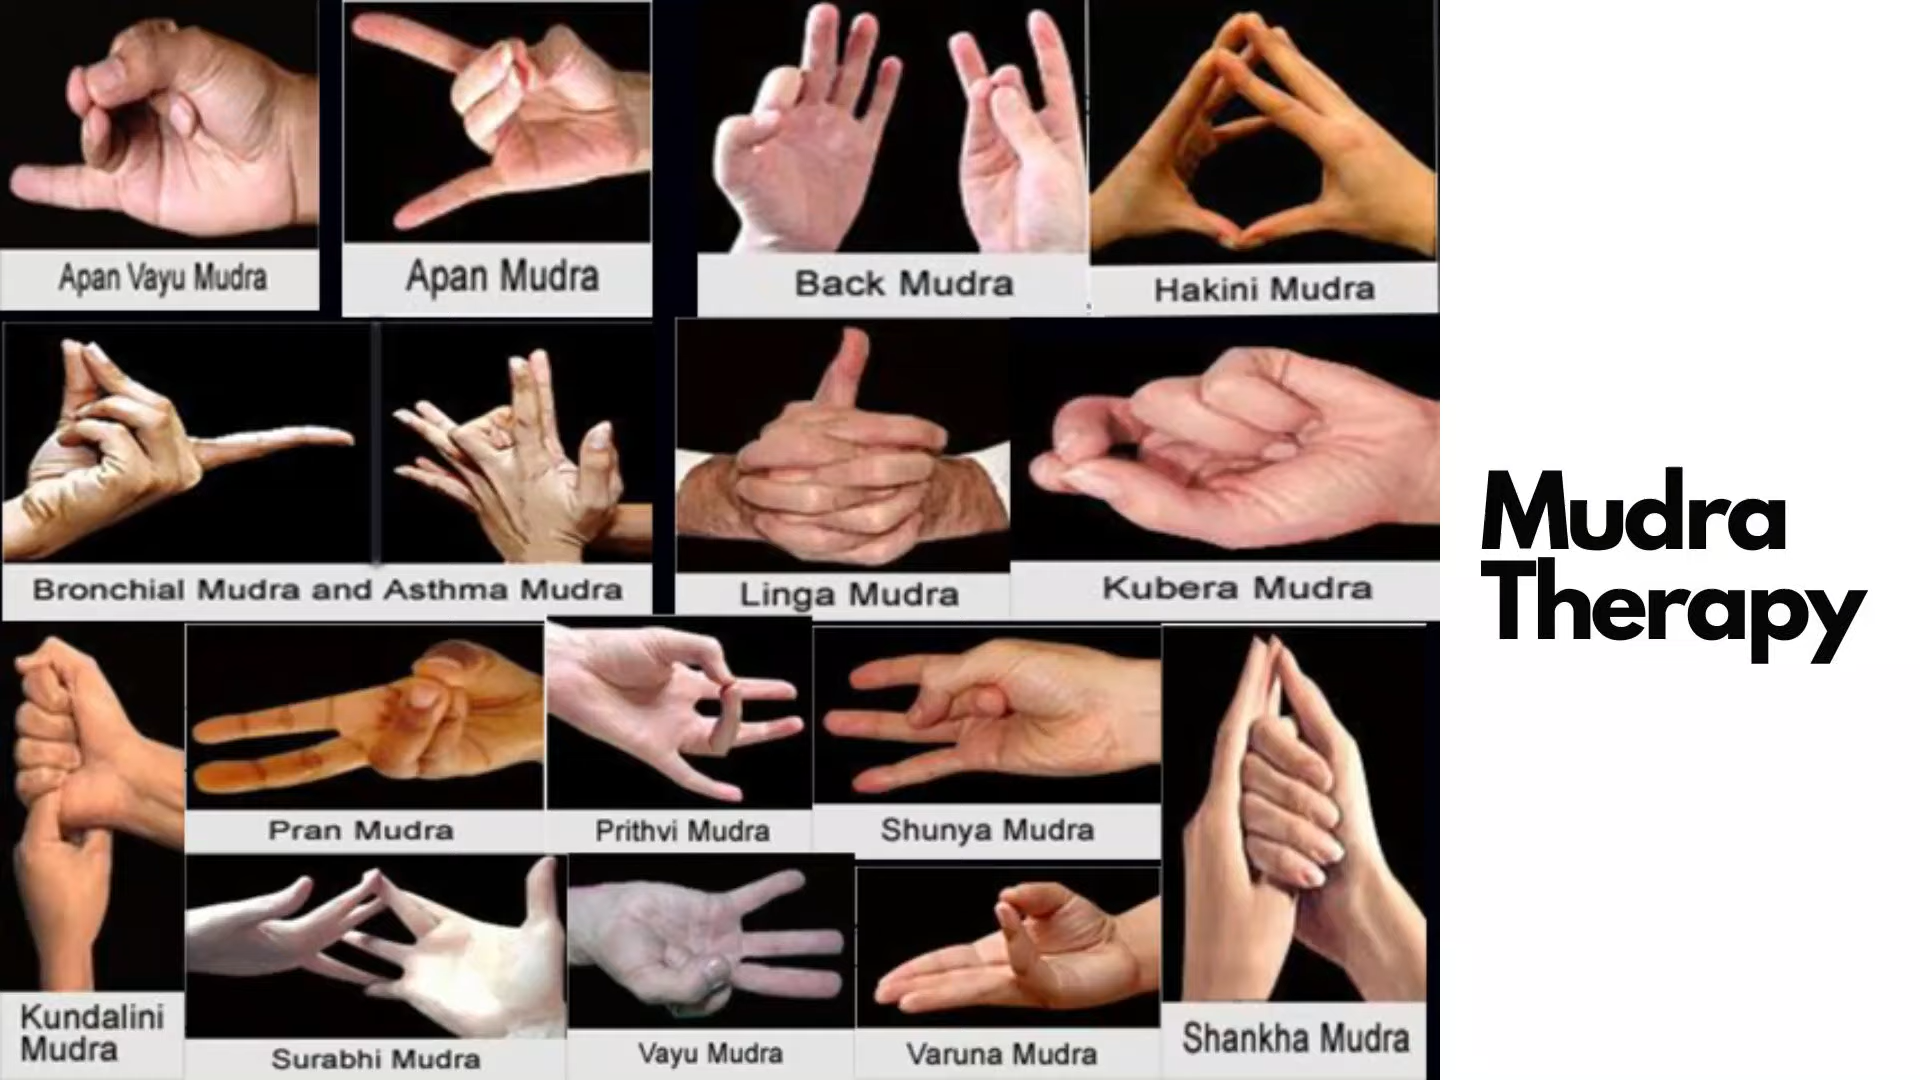 Apan Vayu Mudra
Apan Mudra
Back Mudra
Hakini Mudra
Bronchial Mudra and Asthma Mudra
Linga Mudra
Kubera Mudra
Mudra
Therapy
Pran Mudra
Prithvi Mudra
Shunya Mudra
Kundalini
Mudra
Surabhi Mudra
Vayu Mudra
Varuna Mudra
Shankha Mudra